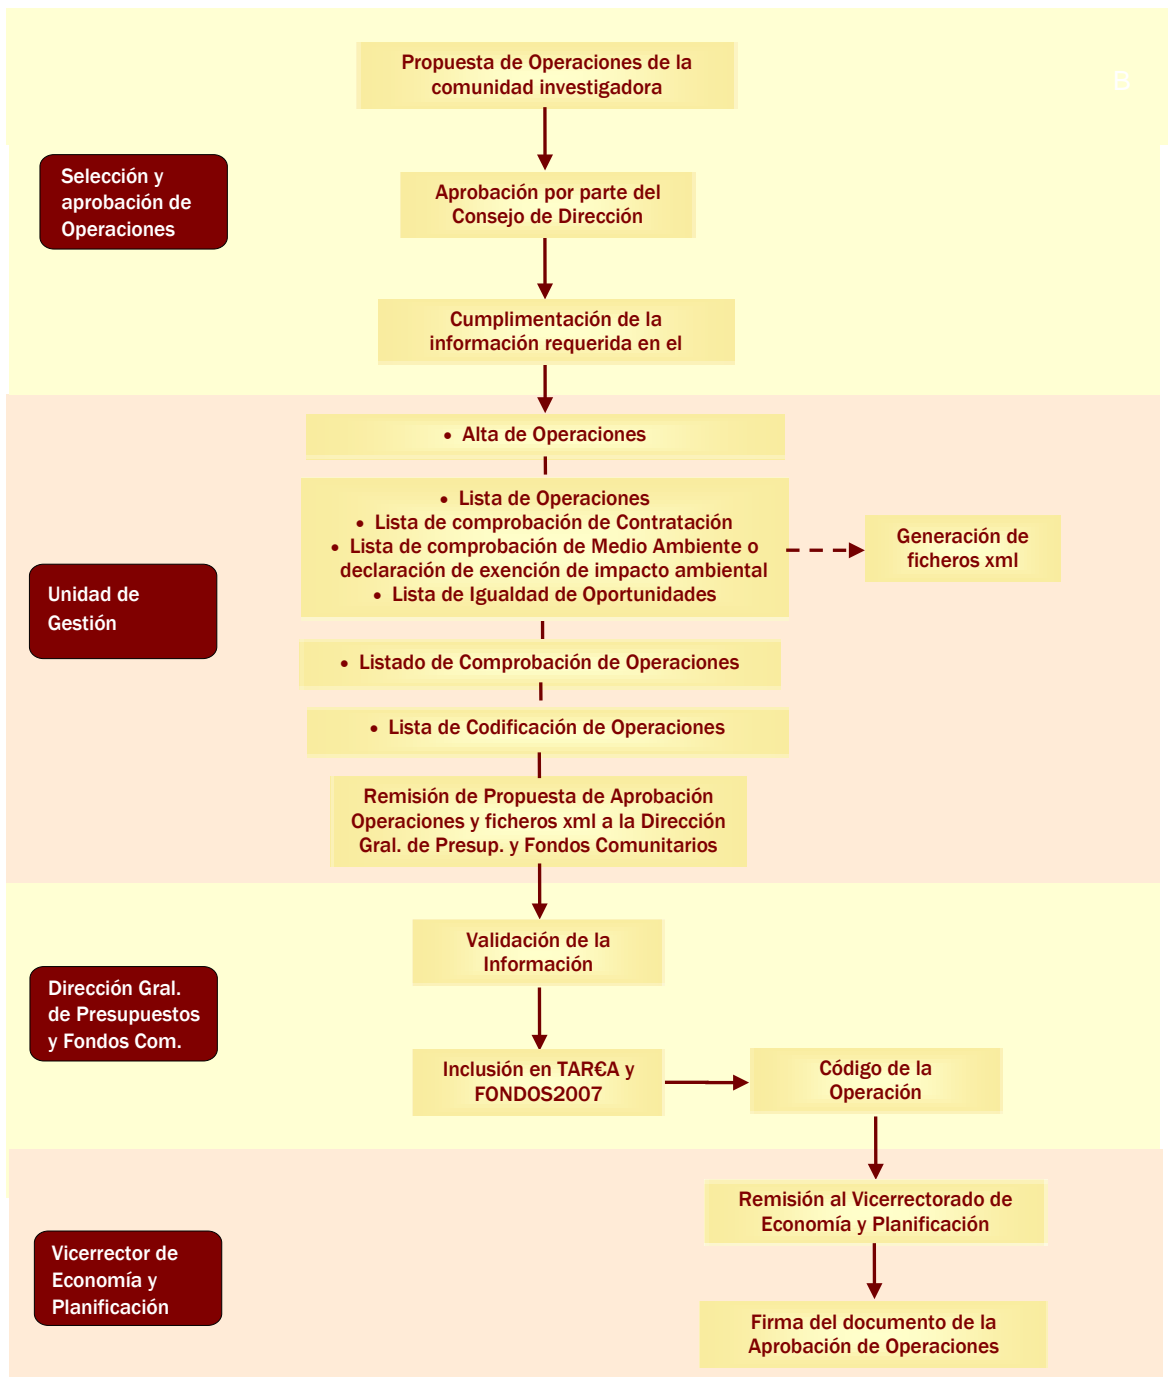 Propuesta de Operaciones de la
comunidad investigadora
B
Selección y
aprobación de
Operaciones
Aprobación por parte del
Consejo de Dirección
Cumplimentación de la
información requerida en el
• Alta de Operaciones
• Lista de Operaciones
• Lista de comprobación de Contratación
• Lista de comprobación de Medio Ambiente o
declaración de exención de impacto ambiental
• Lista de Igualdad de Oportunidades
Generación de
ficheros xml
Unidad de
Gestión
• Listado de Comprobación de Operaciones
• Lista de Codificación de Operaciones
Remisión de Propuesta de Aprobación
Operaciones y ficheros xml a la Dirección
Gral. de Presup. y Fondos Comunitarios
Validación de la
Información
Dirección Gral.
de Presupuestos
y Fondos Com.
Inclusión en TAR€A y
FONDOS2007
Código de la
Operación
Remisión al Vicerrectorado de
Economía y Planificación
Vicerrector de
Economía y
Planificación
Firma del documento de la
Aprobación de Operaciones